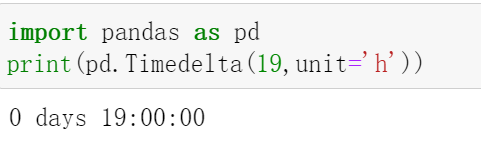 import pandas as pd
print(pd.Timedelta(19,unit='h'))
0 days 19:00:00